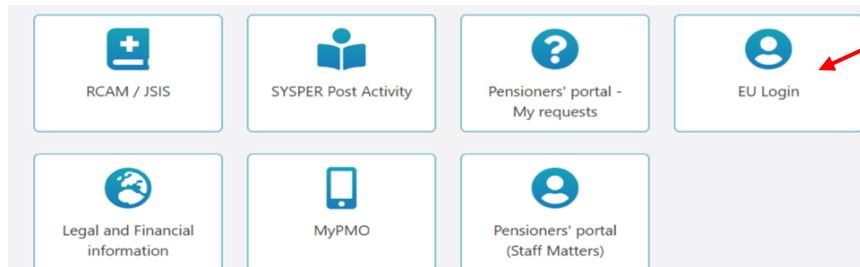 RCAM / JSIS
SYSPER Post Activity
Pensioners' portal -
My requests
EU Login
Legal and Financial
information
MyPMO
Pensioners' portal
(Staff Matters)